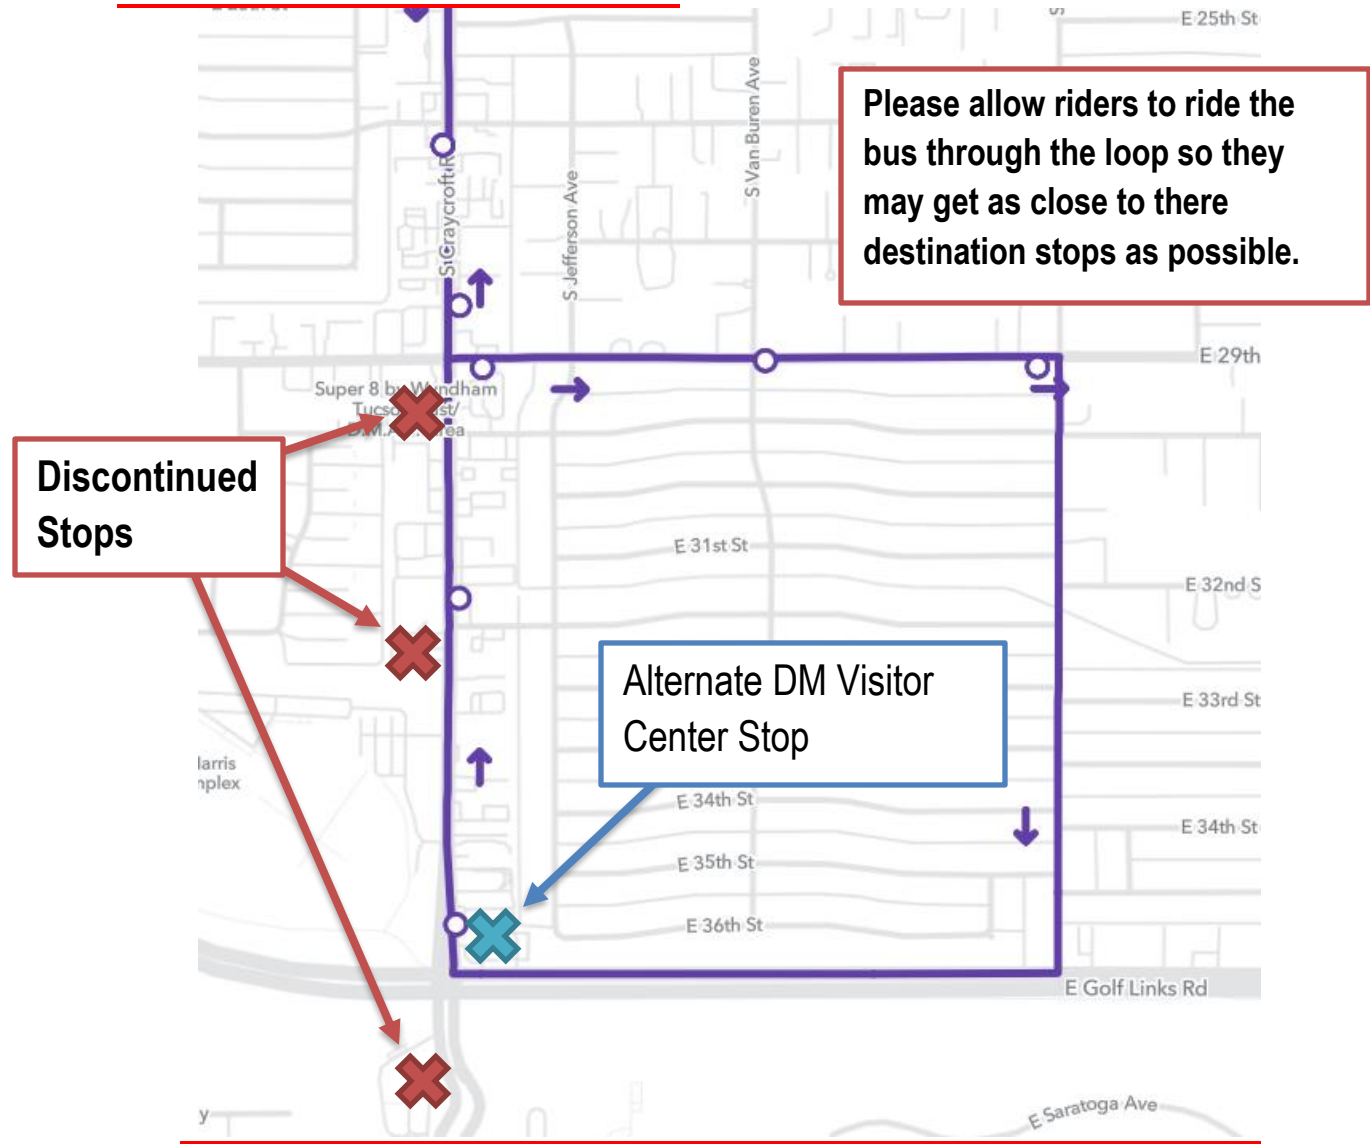 E 25th St
S Van Buren Ave
Please allow riders to ride the
bus through the loop so they
may get as close to there
destination stops as possible.
S Craycroft R
S Jefferson Ave
E 29th
Super 8 by Wyndham
D.M.
Discontinued
Stops
E 31st St
E 32nd S
Alternate DM Visitor
Center Stop
E 33rd St
arris
mplex
E 34th St
E 34th St
E 35th St
E 36th St
E Golf Links Rd
E Saratoga Ave
y